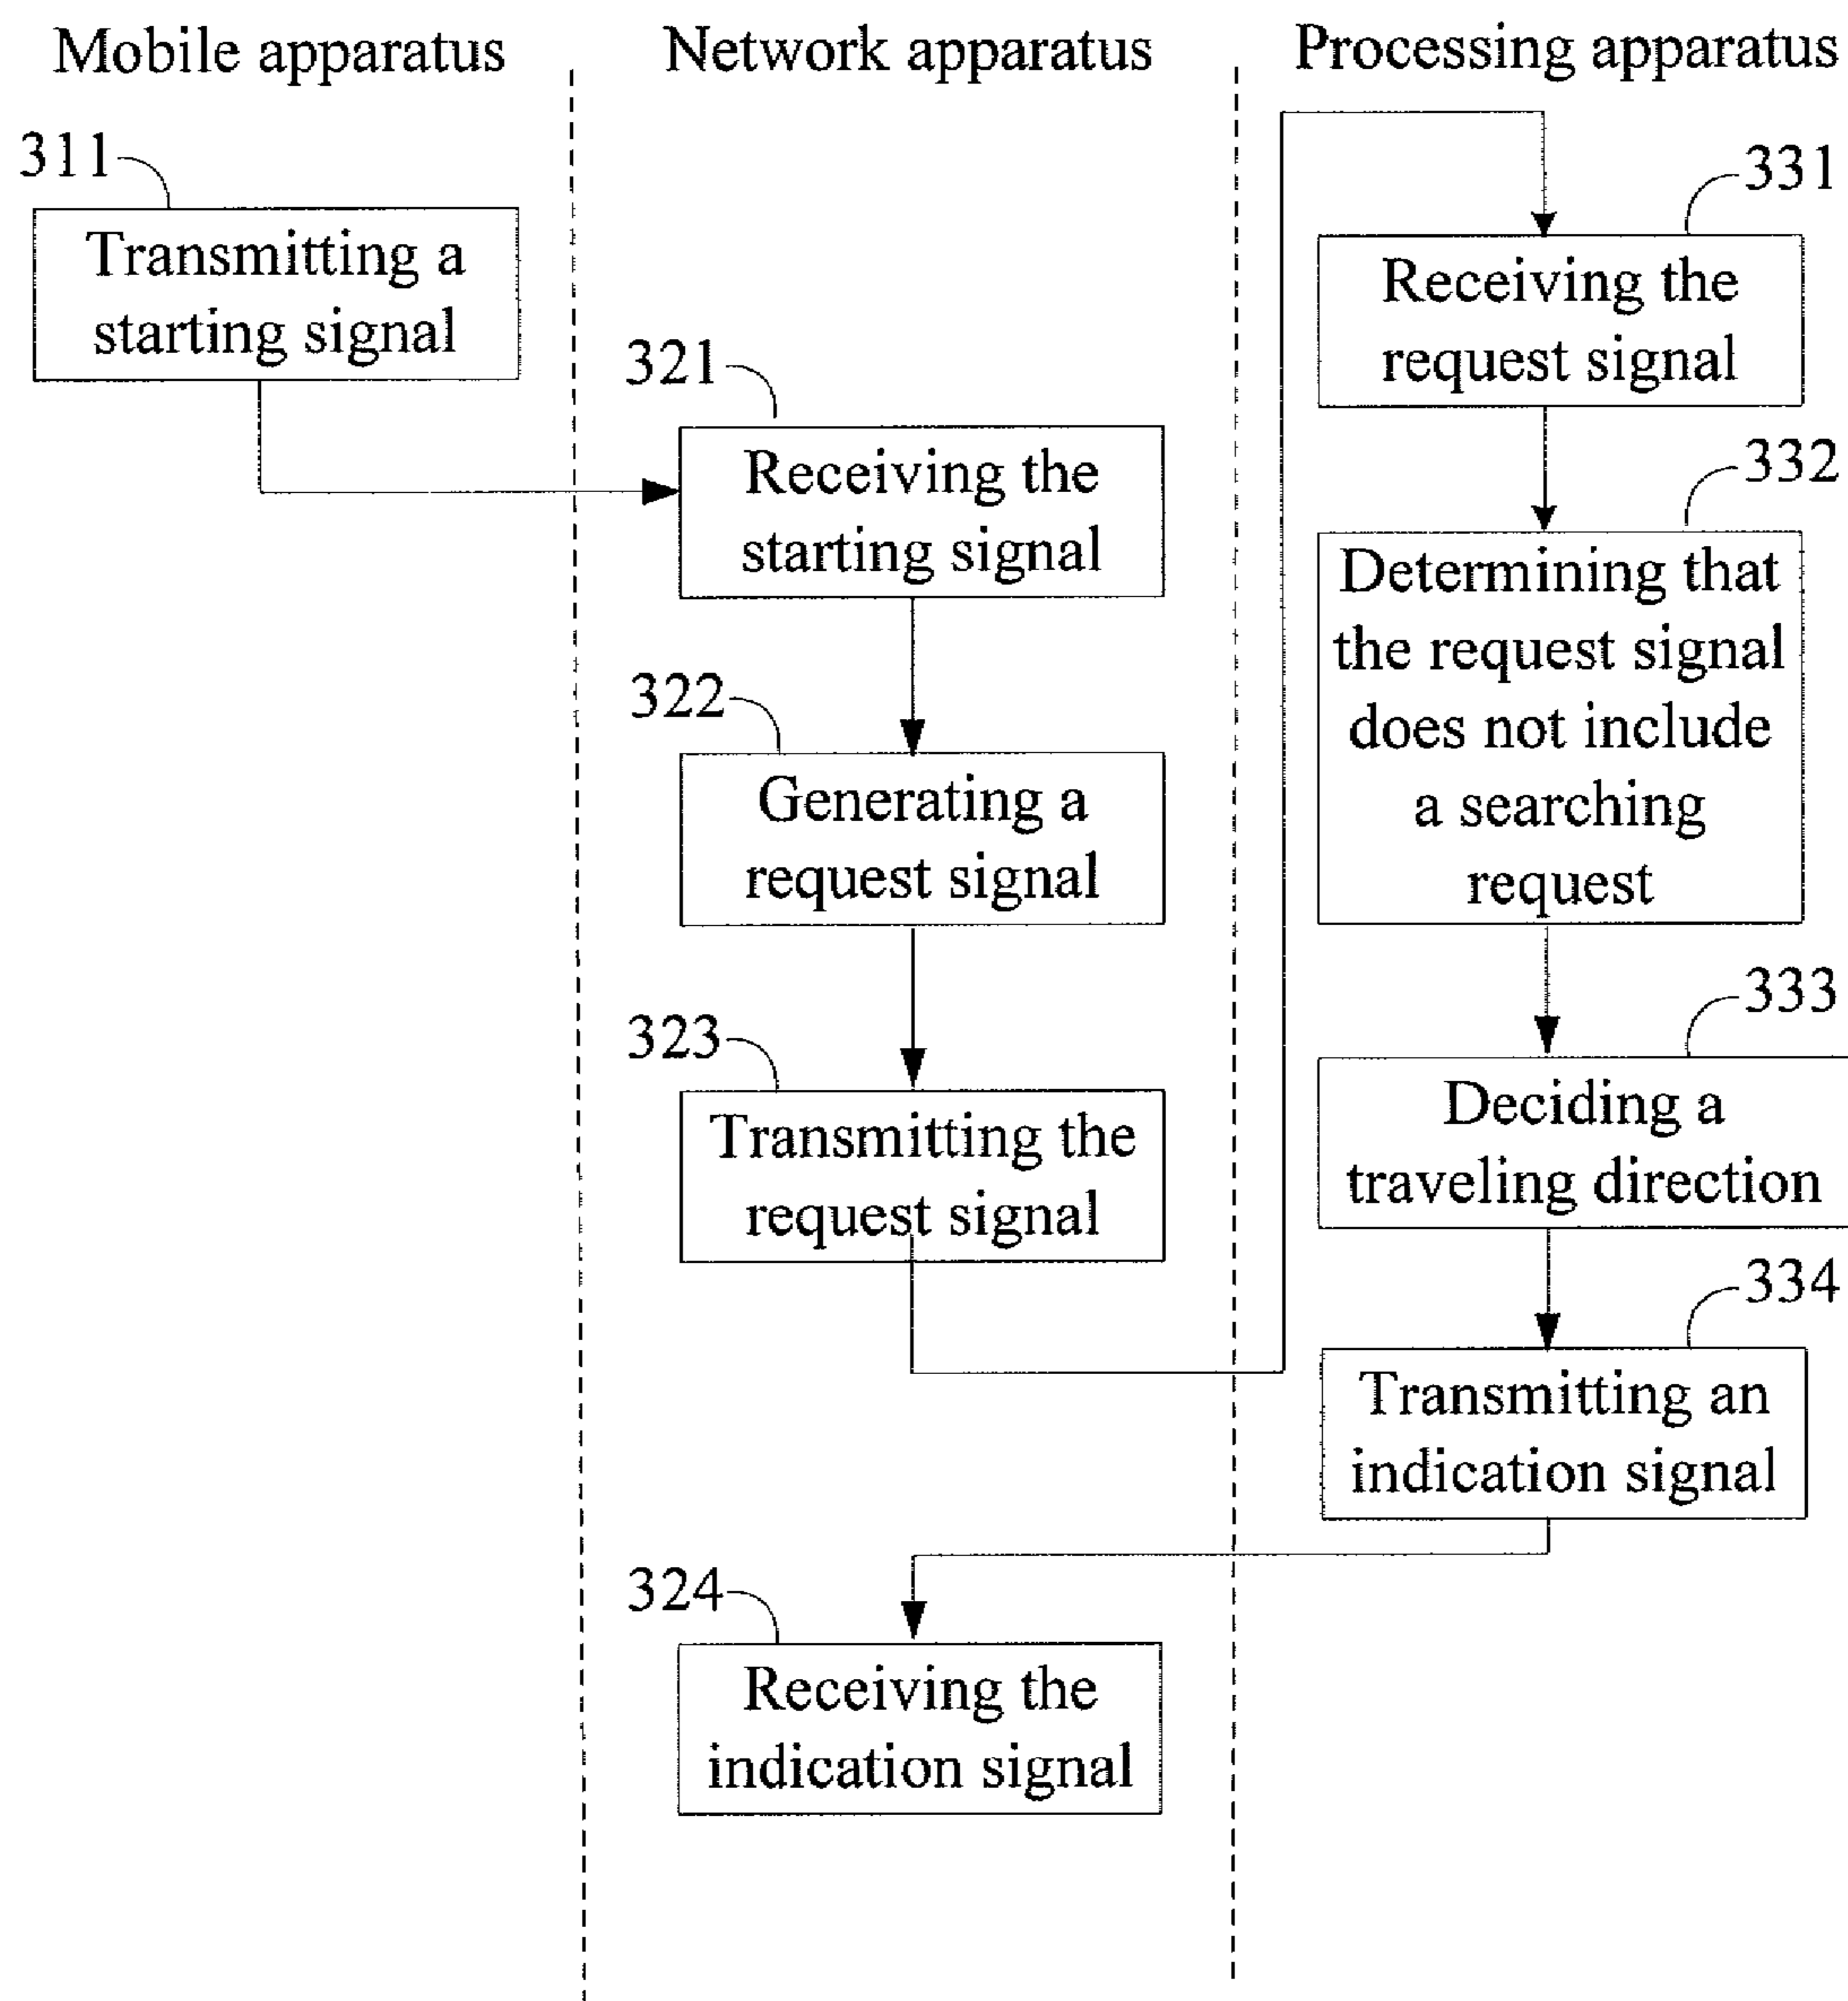 Mobile apparatus
Network apparatus
Processing apparatus
311
Transmitting a
starting signal
321
Receiving the
starting signal
322
Generating a
request signal
323
Transmitting the
request signal
331
Receiving the
request signal
332
Determining that
the request signal
does not include
a searching
request
333
Deciding a
traveling direction
334
Transmitting an
indication signal
324
Receiving the
indication signal